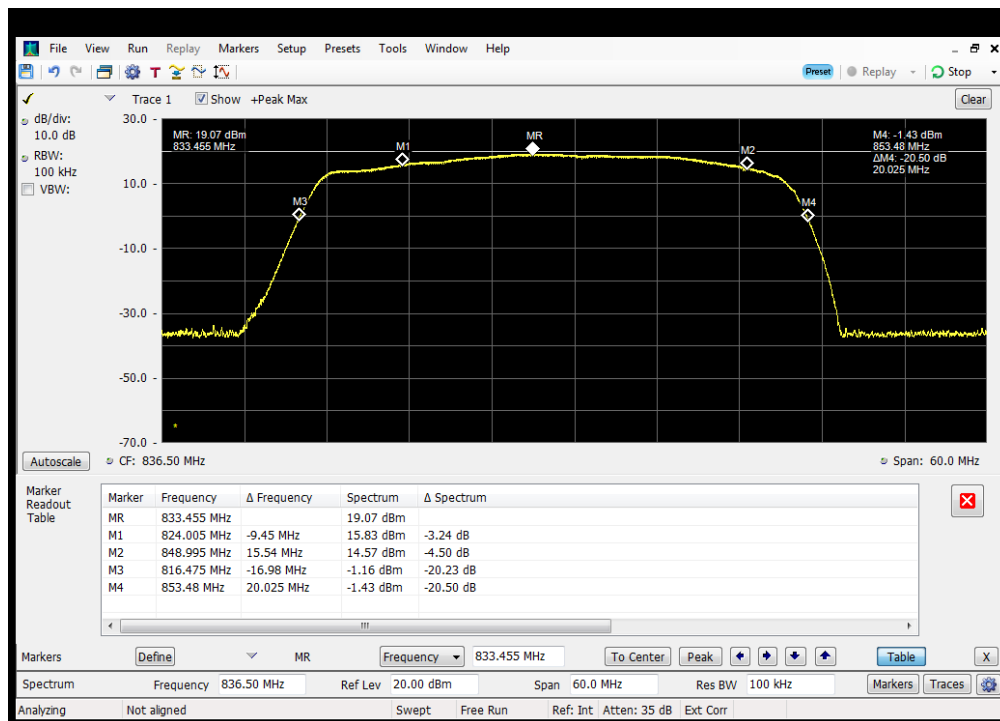 File View Run Replay Markers Setup Presets Tools Window Help
T Preset Replay Stop
Trace 1 Show +Peak Max Clear
dB/div:
10.0 dB
RBW:
100 kHz
VBW:
30.0 -
10.0 -
-10.0 -
-30.0 -
-50.0 -
-70.0 -
MR: 19.07 dBm
833.455 MHz
M4: -1.43 dBm
853.48 MHz
ΔM4: -20.50 dB
20.025 MHz
MR
M1
M2
M3
M4
Autoscale CF: 836.50 MHz Span: 60.0 MHz
Marker
Readout
Table
Marker Frequency Δ Frequency Spectrum Δ Spectrum
MR 833.455 MHz 19.07 dBm
M1 824.005 MHz -9.45 MHz 15.83 dBm -3.24 dB
M2 848.995 MHz 15.54 MHz 14.57 dBm -4.50 dB
M3 816.475 MHz -16.98 MHz -1.16 dBm -20.23 dB
M4 853.48 MHz 20.025 MHz -1.43 dBm -20.50 dB
Markers Define MR Frequency 833.455 MHz To Center Peak Table X
Spectrum Frequency 836.50 MHz Ref Lev 20.00 dBm Span 60.0 MHz Res BW 100 kHz Markers Traces
Analyzing Not aligned Swept Free Run Ref: Int Atten: 35 dB Ext Corr